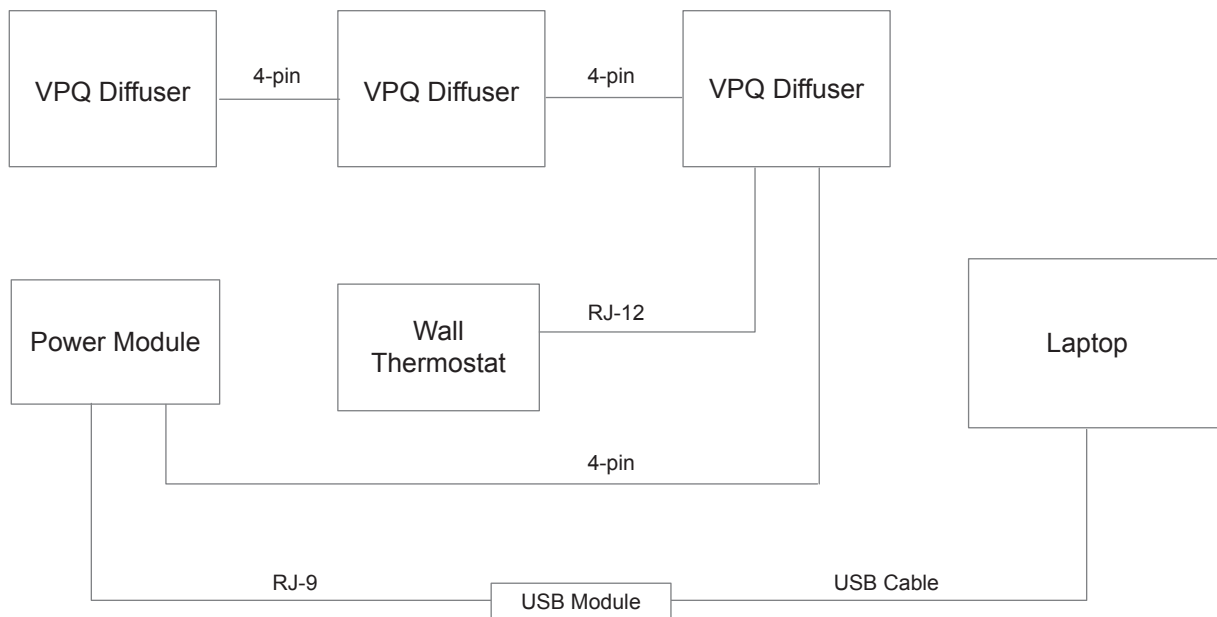 VPQ Diffuser
4-pin
VPQ Diffuser
4-pin
VPQ Diffuser
Power Module
Wall
Thermostat
RJ-12
Laptop
4-pin
RJ-9
USB Module
USB Cable